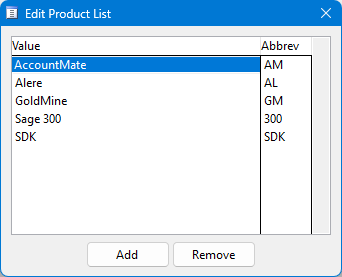 Edit Product List
Value Abbrev
AccountMate AM
Alere AL
GoldMine GM
Sage 300 300
SDK SDK
Add Remove